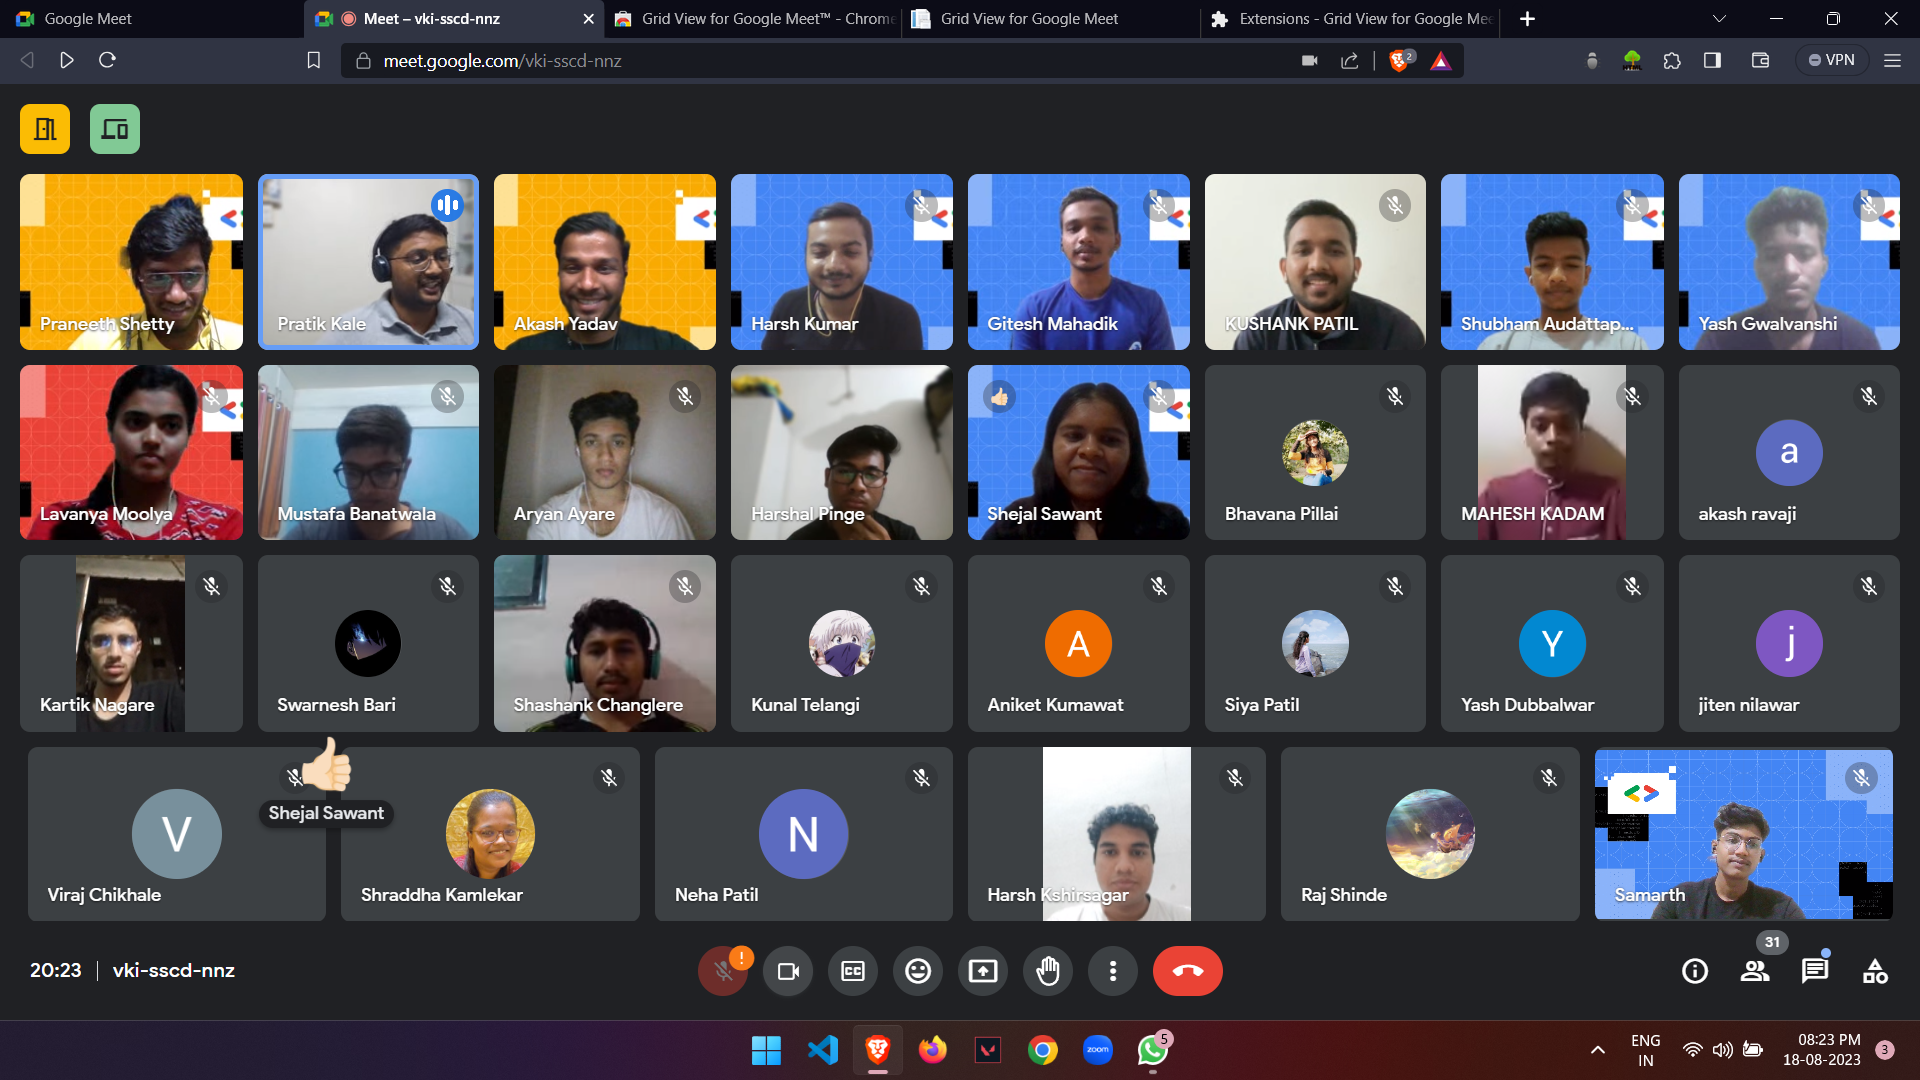 Google Meet
Meet – vki-sscd-nnz
Grid View for Google Meet™ - Chrome
Grid View for Google Meet
Extensions - Grid View for Google Mee
meet.google.com/vki-sscd-nnz
2
VPN
Praneeth Shetty
Pratik Kale
Akash Yadav
Harsh Kumar
Gitesh Mahadik
KUSHANK PATIL
Shubham Audattap...
Yash Gwalvanshi
Lavanya Moolya
Mustafa Banatwala
Aryan Ayare
Harshal Pinge
Shejal Sawant
Bhavana Pillai
MAHESH KADAM
a
akash ravaji
Kartik Nagare
Swarnesh Bari
Shashank Changlere
Kunal Telangi
A
Aniket Kumawat
Siya Patil
Y
Yash Dubbalwar
j
jiten nilawar
V
Viraj Chikhale
Shejal Sawant
Shraddha Kamlekar
N
Neha Patil
Harsh Kshirsagar
Raj Shinde
Samarth
20:23 | vki-sscd-nnz
!
CC
31
zoom
5
ENG
IN
08:23 PM
18-08-2023
3